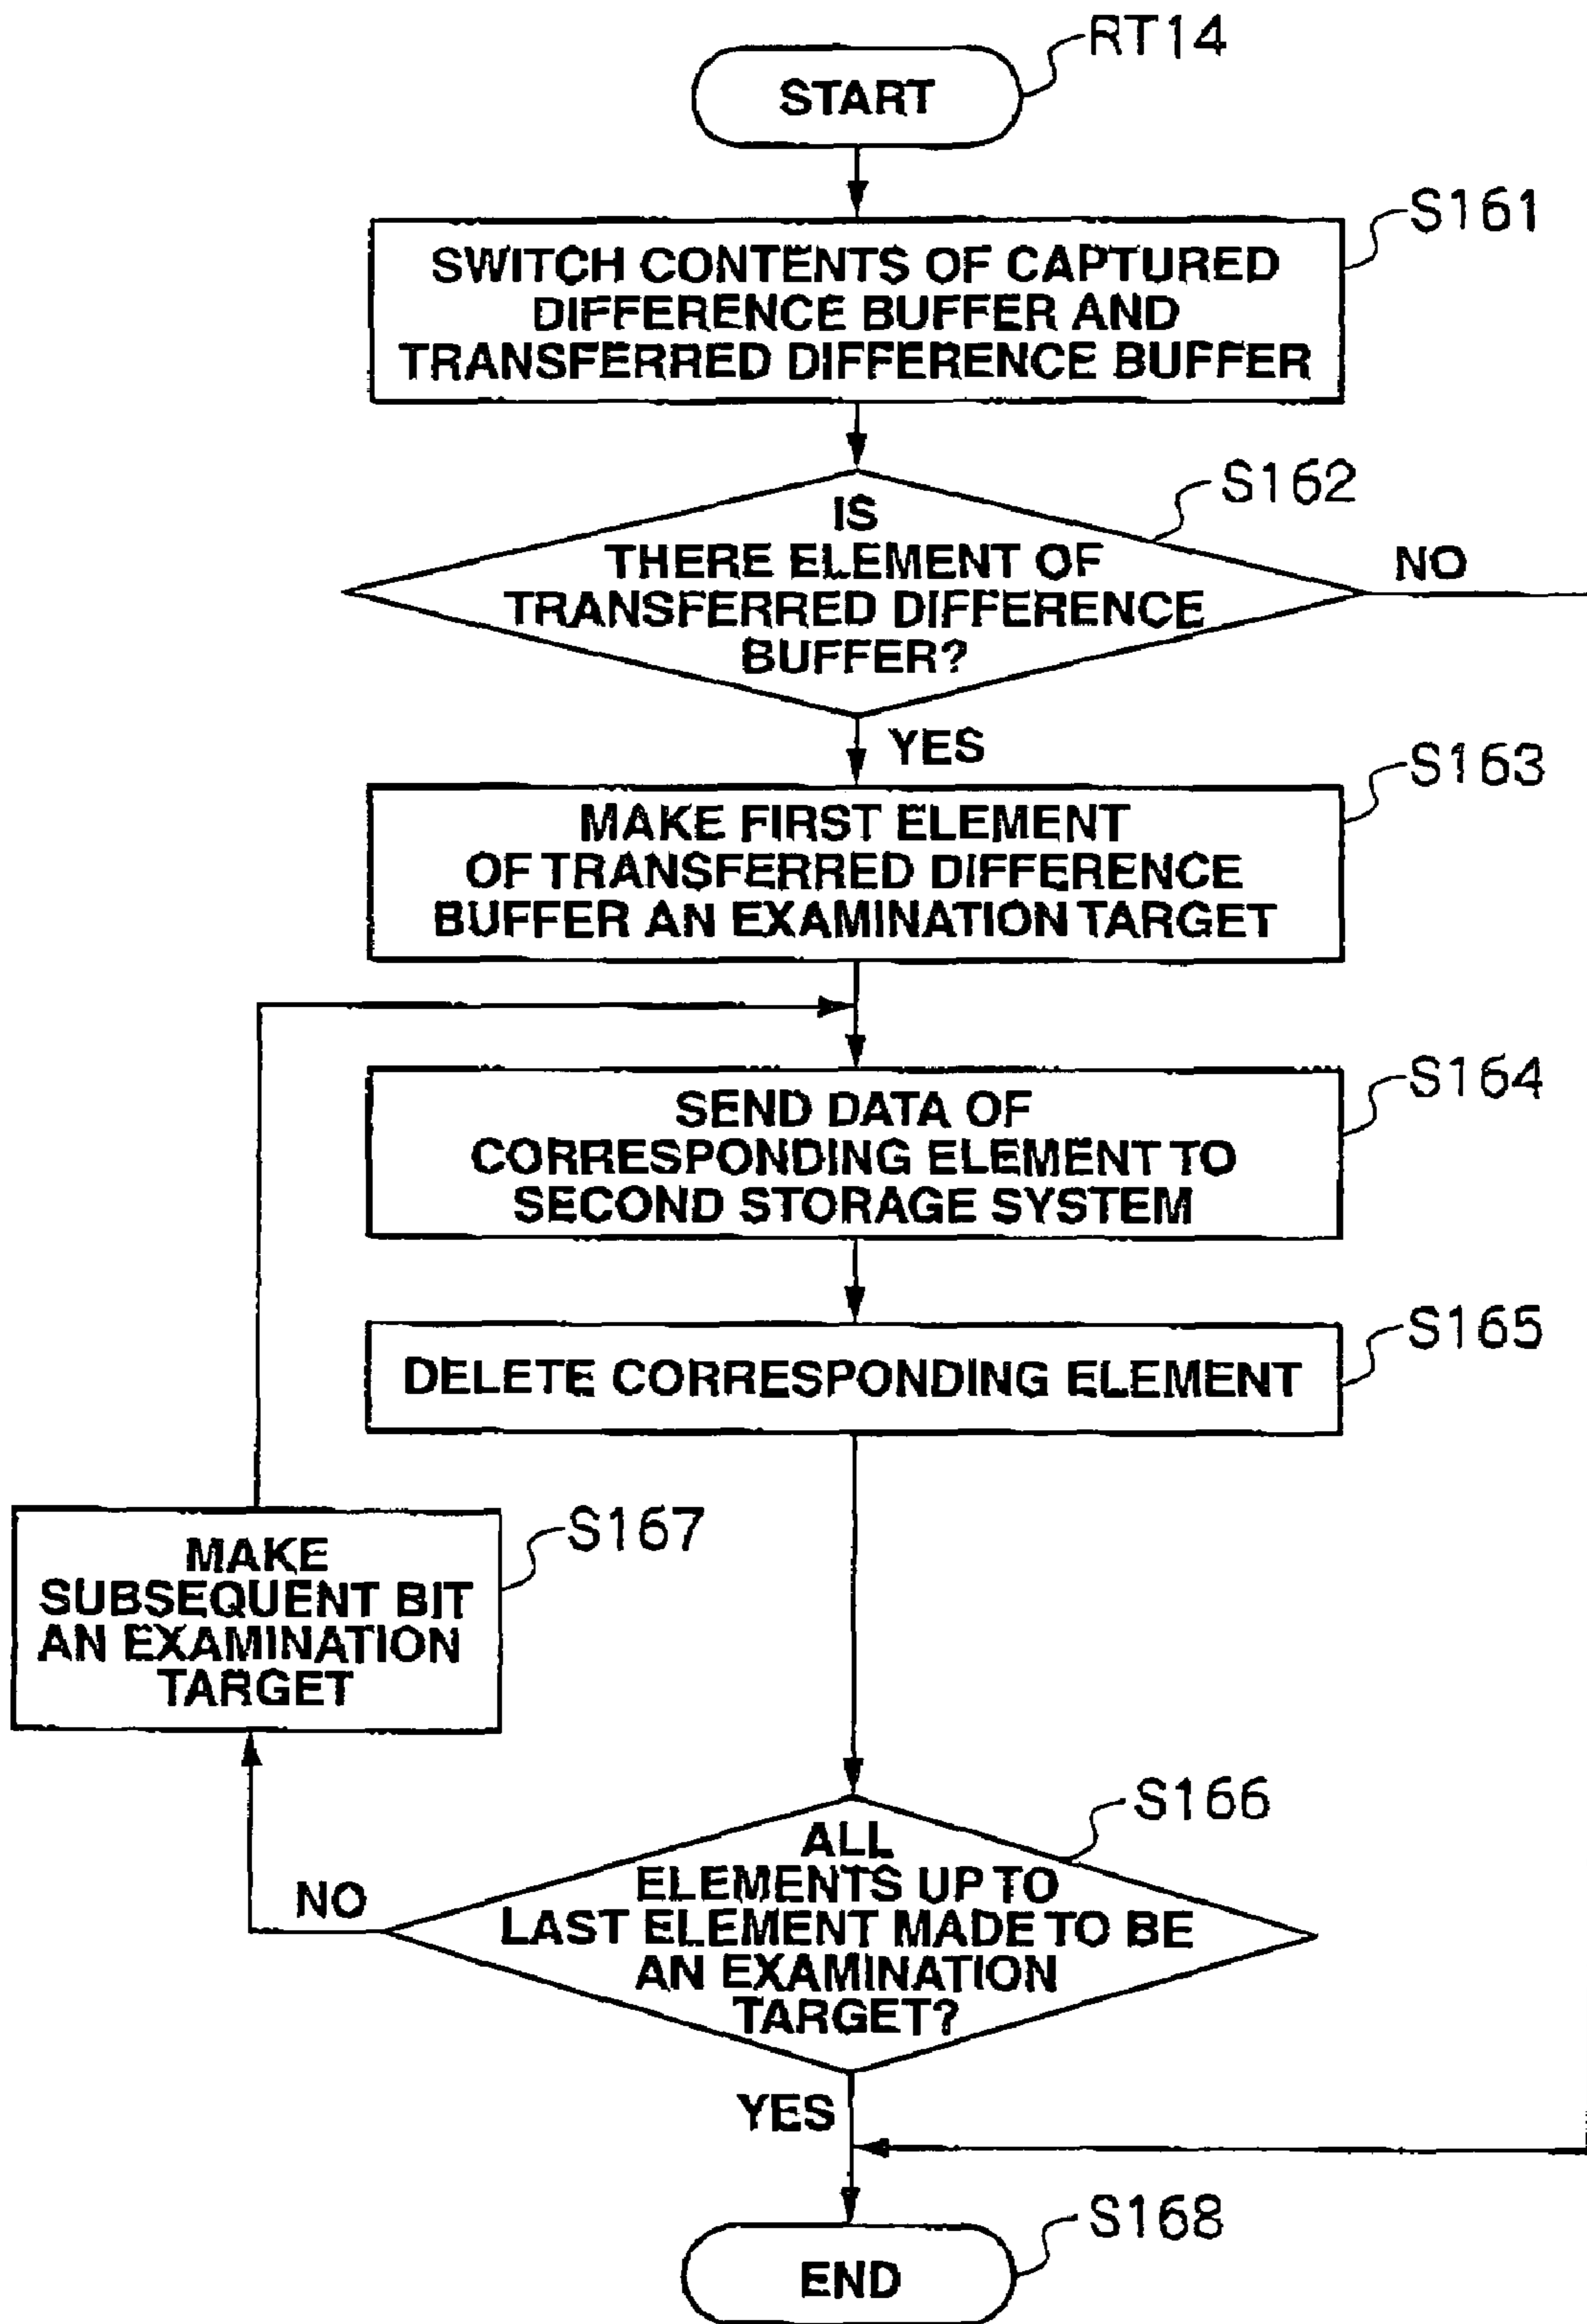 RT14
START
S161
SWITCH CONTENTS OF CAPTURED
DIFFERENCE BUFFER AND
TRANSFERRED DIFFERENCE BUFFER
S162
IS
THERE ELEMENT OF
TRANSFERRED DIFFERENCE
BUFFER?
NO
YES
S163
MAKE FIRST ELEMENT
OF TRANSFERRED DIFFERENCE
BUFFER AN EXAMINATION TARGET
S164
SEND DATA OF
CORRESPONDING ELEMENT TO
SECOND STORAGE SYSTEM
S165
DELETE CORRESPONDING ELEMENT
S167
MAKE
SUBSEQUENT BIT
AN EXAMINATION
TARGET
S166
ALL
ELEMENTS UP TO
LAST ELEMENT MADE TO BE
AN EXAMINATION
TARGET?
NO
YES
S168
END